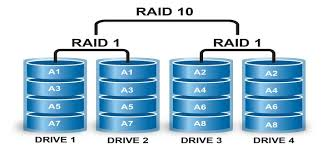 RAID 10
RAID 1 RAID 1
A1 A1 A2 A2
A3 A3 A4 A4
A5 A5 A6 A6
A7 A7 A8 A8
DRIVE 1 DRIVE 2 DRIVE 3 DRIVE 4